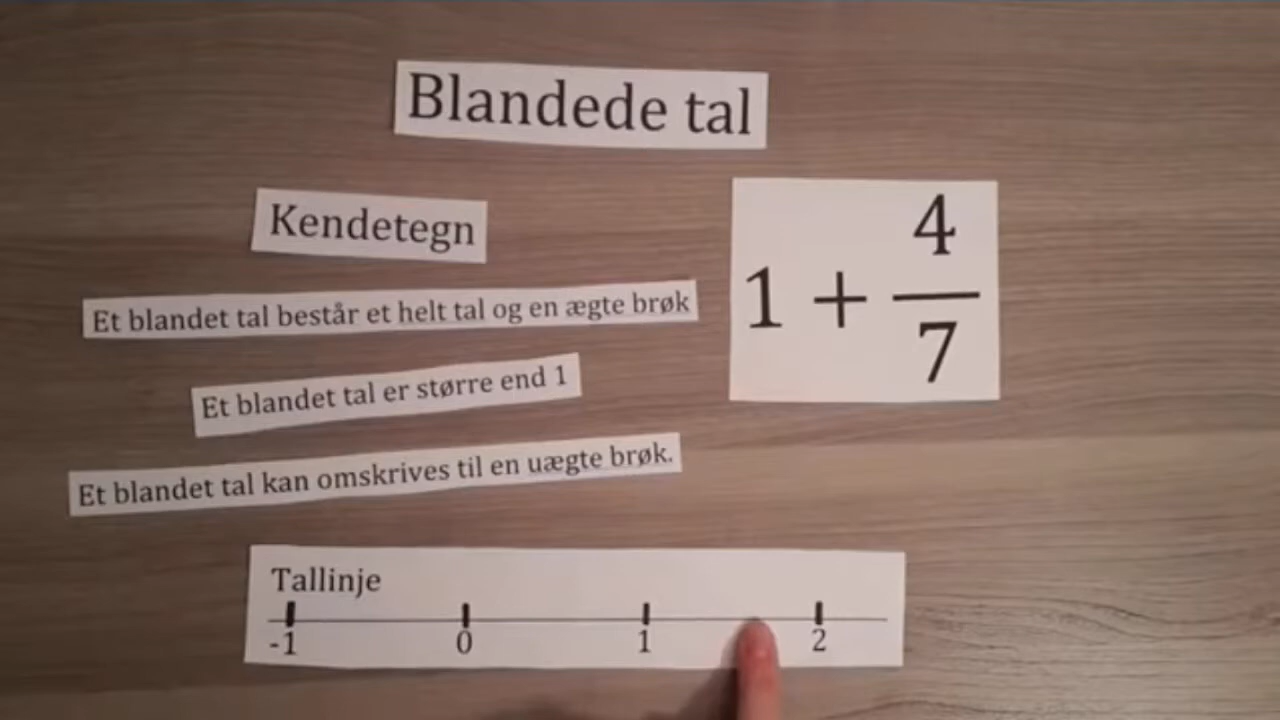 Blandede tal
Kendetegn
Et blandet tal består et helt tal og en ægte brøk
Et blandet tal er større end 1
Et blandet tal kan omskrives til en uægte brøk.
1 + 4/7
Tallinje
-1 0 1 2